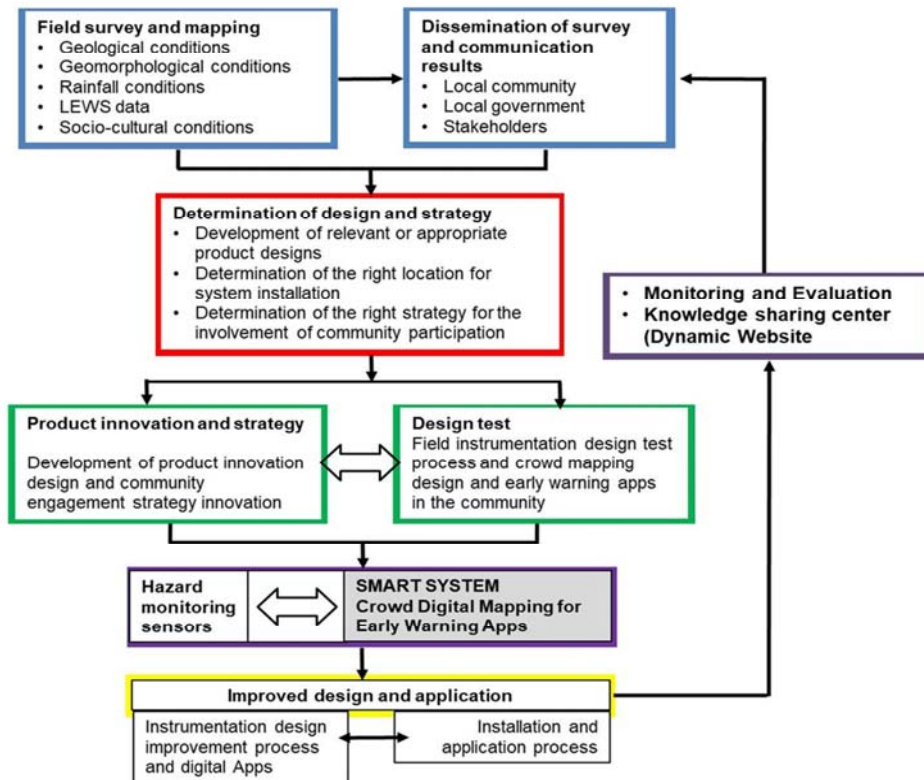 Field survey and mapping
• Geological conditions
• Geomorphological conditions
• Rainfall conditions
• LEWS data
• Socio-cultural conditions
Dissemination of survey
and communication
results
• Local community
• Local government
• Stakeholders
Determination of design and strategy
• Development of relevant or appropriate
product designs
• Determination of the right location for
system installation
• Determination of the right strategy for the
involvement of community participation
• Monitoring and Evaluation
• Knowledge sharing center
(Dynamic Website
Product innovation and strategy
Development of product innovation
design and community
engagement strategy innovation
Design test
Field instrumentation design test
process and crowd mapping
design and early warning apps
in the community
Hazard
monitoring
sensors
SMART SYSTEM
Crowd Digital Mapping for
Early Warning Apps
Improved design and application
Instrumentation design
improvement process
and digital Apps
Installation and
application process